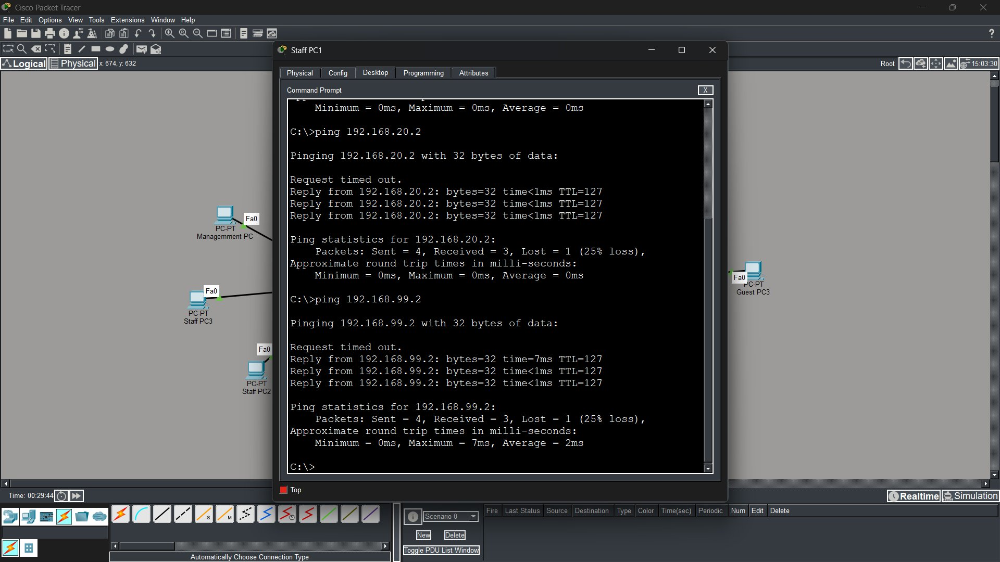 Cisco Packet Tracer
File Edit Options View Tools Extensions Window Help
?
Logical Physical x: 674, y: 632
Root 15:03:30
Staff PC1
Physical Config Desktop Programming Attributes
Command Prompt
X
Minimum = 0ms, Maximum = 0ms, Average = 0ms
C:\>ping 192.168.20.2
Pinging 192.168.20.2 with 32 bytes of data:
Request timed out.
Reply from 192.168.20.2: bytes=32 time<1ms TTL=127
Reply from 192.168.20.2: bytes=32 time<1ms TTL=127
Reply from 192.168.20.2: bytes=32 time<1ms TTL=127
Ping statistics for 192.168.20.2:
Packets: Sent = 4, Received = 3, Lost = 1 (25% loss),
Approximate round trip times in milli-seconds:
Minimum = 0ms, Maximum = 0ms, Average = 0ms
C:\>ping 192.168.99.2
Pinging 192.168.99.2 with 32 bytes of data:
Request timed out.
Reply from 192.168.99.2: bytes=32 time=7ms TTL=127
Reply from 192.168.99.2: bytes=32 time<1ms TTL=127
Reply from 192.168.99.2: bytes=32 time<1ms TTL=127
Ping statistics for 192.168.99.2:
Packets: Sent = 4, Received = 3, Lost = 1 (25% loss),
Approximate round trip times in milli-seconds:
Minimum = 0ms, Maximum = 7ms, Average = 2ms
C:\>
Top
Fa0
PC-PT
Managemment PC
Fa0
PC-PT
Staff PC3
Fa0
PC-PT
Staff PC2
Fa0
PC-PT
Guest PC3
Time: 00:29:44
Realtime Simulation
S M
Scenario 0
New Delete
Toggle PDU List Window
Fire Last Status Source Destination Type Color Time(sec) Periodic Num Edit Delete
Automatically Choose Connection Type